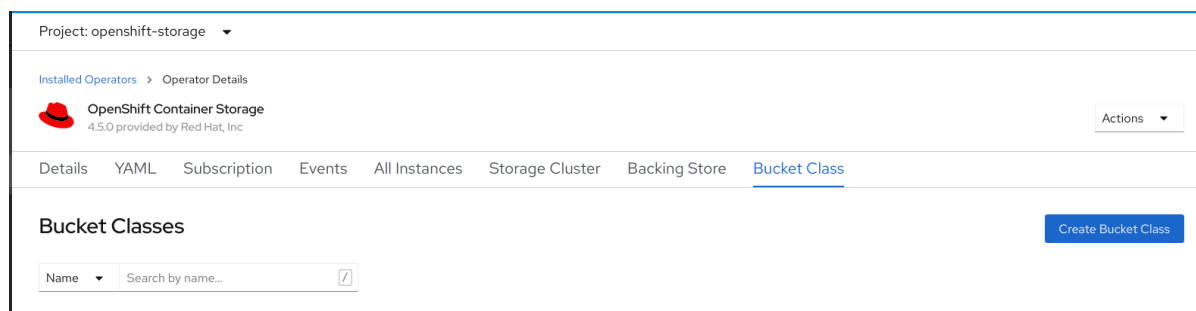 Project: openshift-storage
Installed Operators > Operator Details
OpenShift Container Storage
4.5.0 provided by Red Hat, Inc
Actions
Details YAML Subscription Events All Instances Storage Cluster Backing Store Bucket Class
Bucket Classes
Create Bucket Class
Name Search by name... /